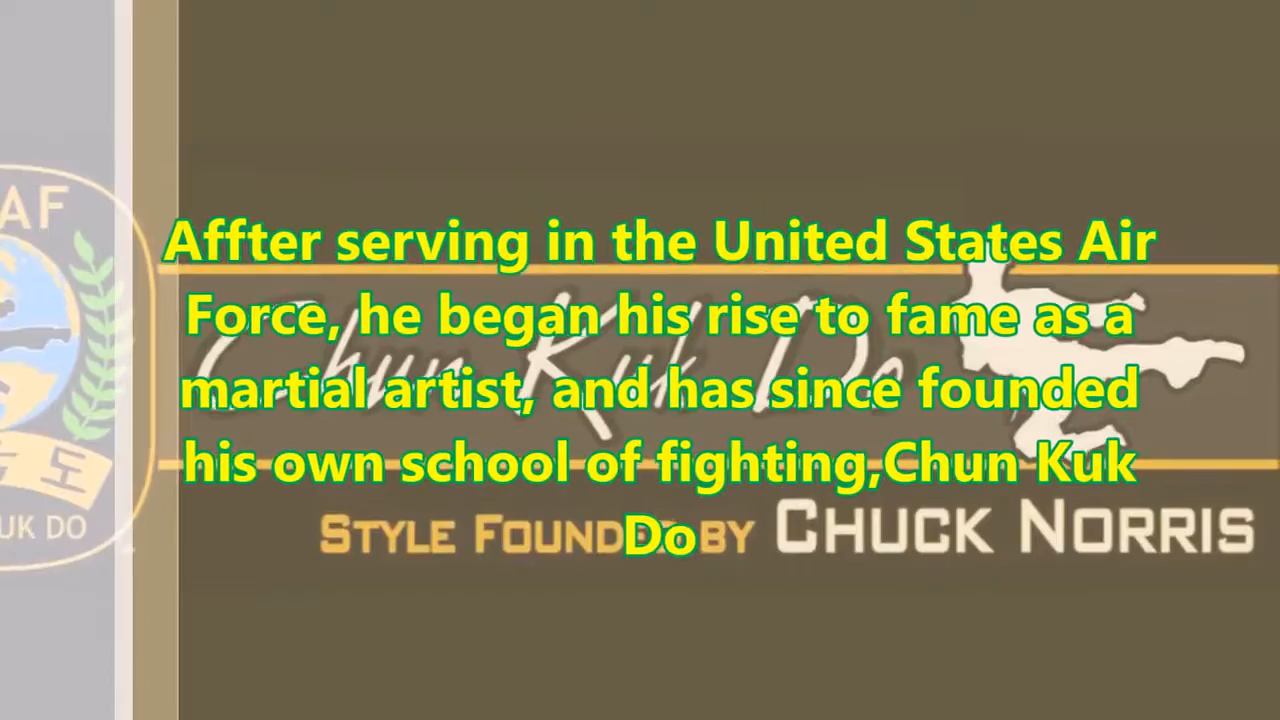 AF
Affter serving in the United States Air
Force, he began his rise to fame as a
martial artist, and has since founded
his own school of fighting,Chun Kuk
Do
Chun Kuk Do
STYLE FOUNDED BY CHUCK NORRIS
도
UK DO